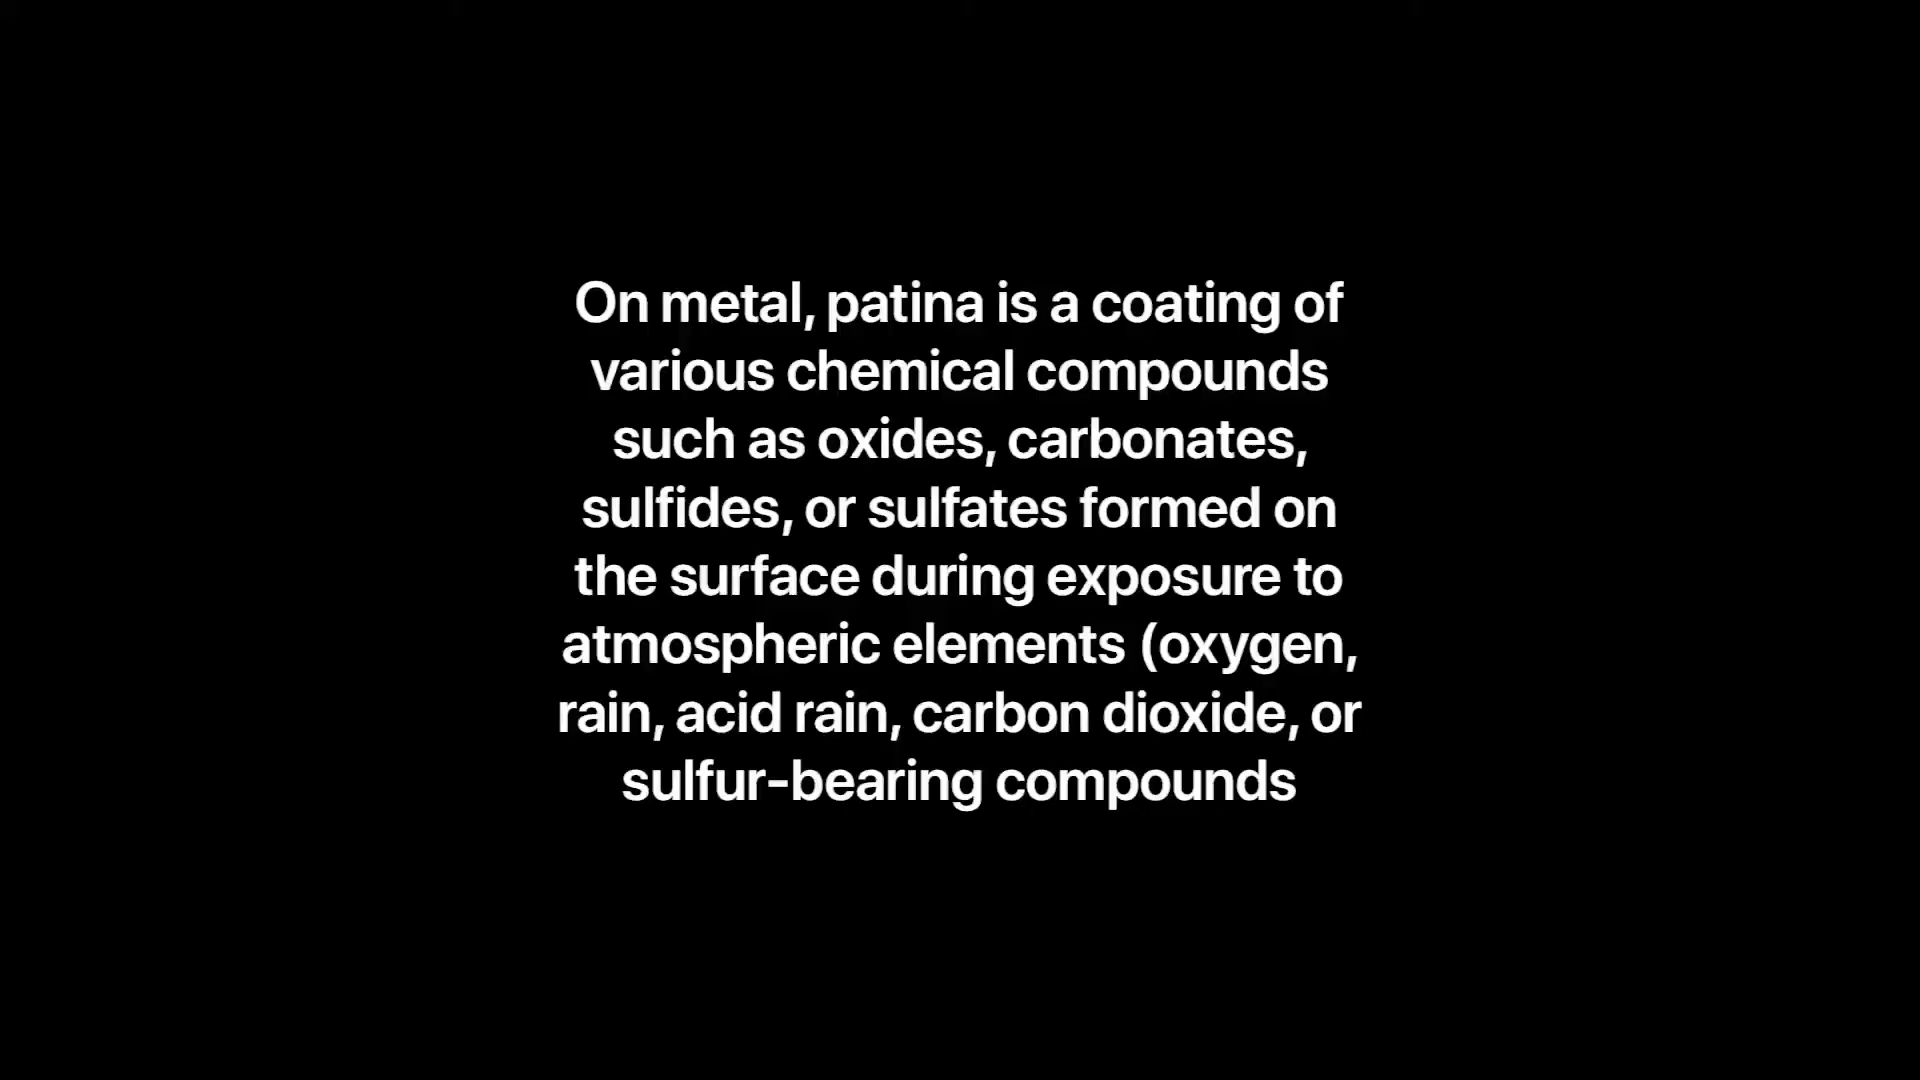 On metal, patina is a coating of
various chemical compounds
such as oxides, carbonates,
sulfides, or sulfates formed on
the surface during exposure to
atmospheric elements (oxygen,
rain, acid rain, carbon dioxide, or
sulfur-bearing compounds